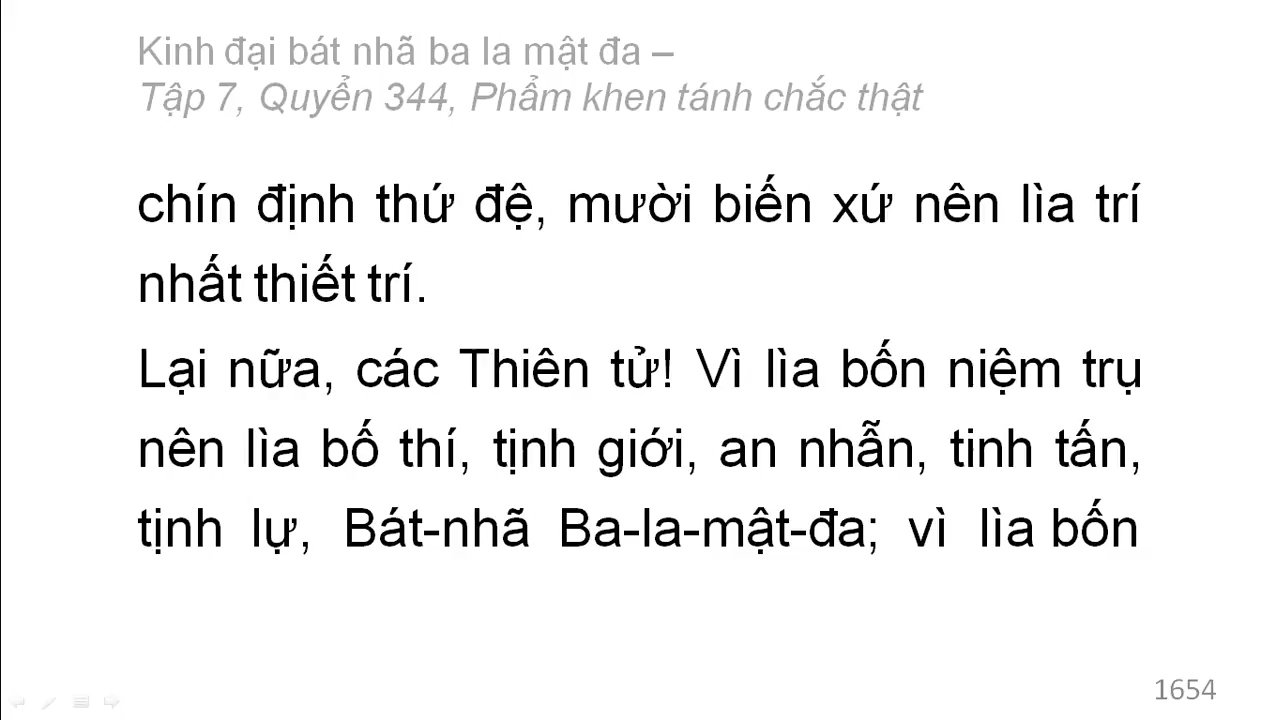 Kinh đại bát nhã ba la mật đa –
Tập 7, Quyển 344, Phẩm khen tánh chắc thật
chín định thứ đệ, mười biến xứ nên lìa trí
nhất thiết trí.
Lại nữa, các Thiên tử! Vì lìa bốn niệm trụ
nên lìa bố thí, tịnh giới, an nhẫn, tinh tấn,
tịnh lự, Bát-nhã Ba-la-mật-đa; vì lìa bốn
1654